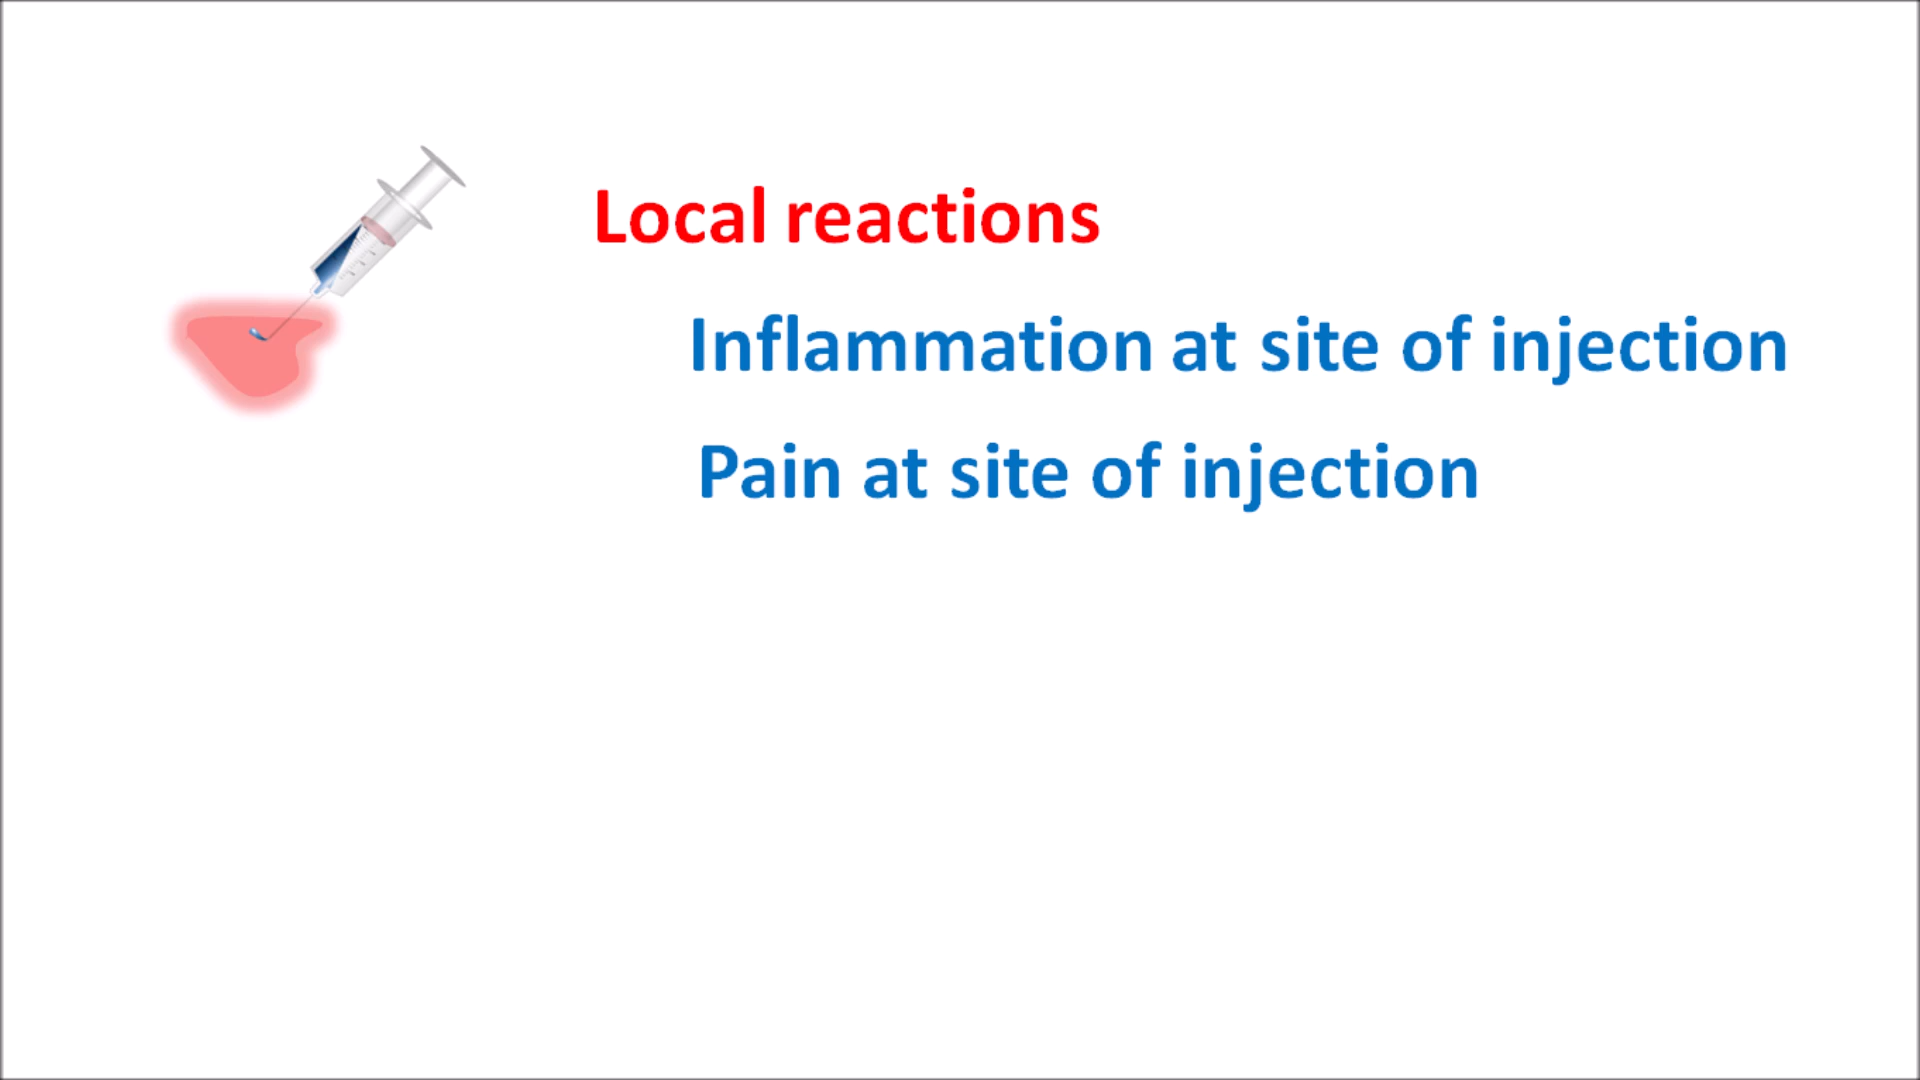 Local reactions
Inflammation at site of injection
Pain at site of injection